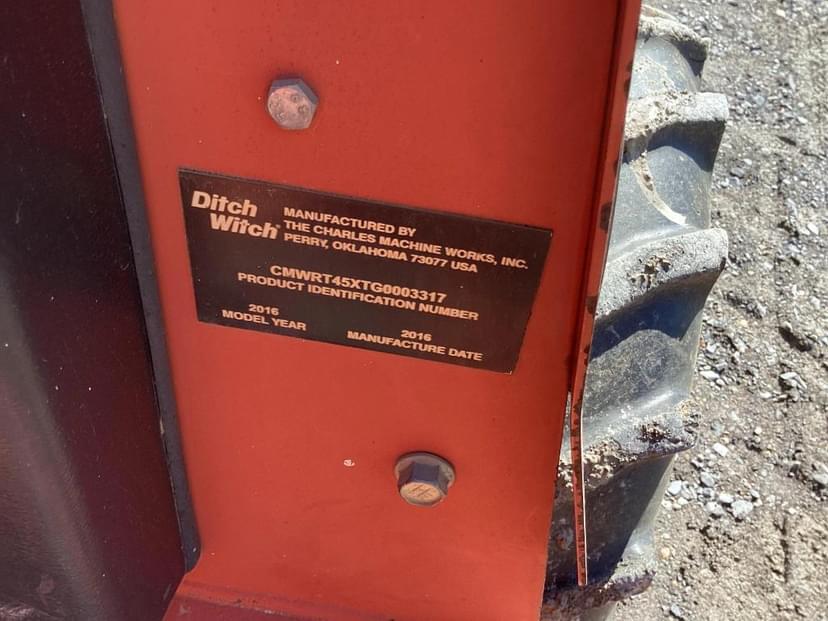 Ditch
Witch®
MANUFACTURED BY
THE CHARLES MACHINE WORKS, INC.
PERRY, OKLAHOMA 73077 USA
CMWRT45XTG0003317
PRODUCT IDENTIFICATION NUMBER
2016
MODEL YEAR
2016
MANUFACTURE DATE